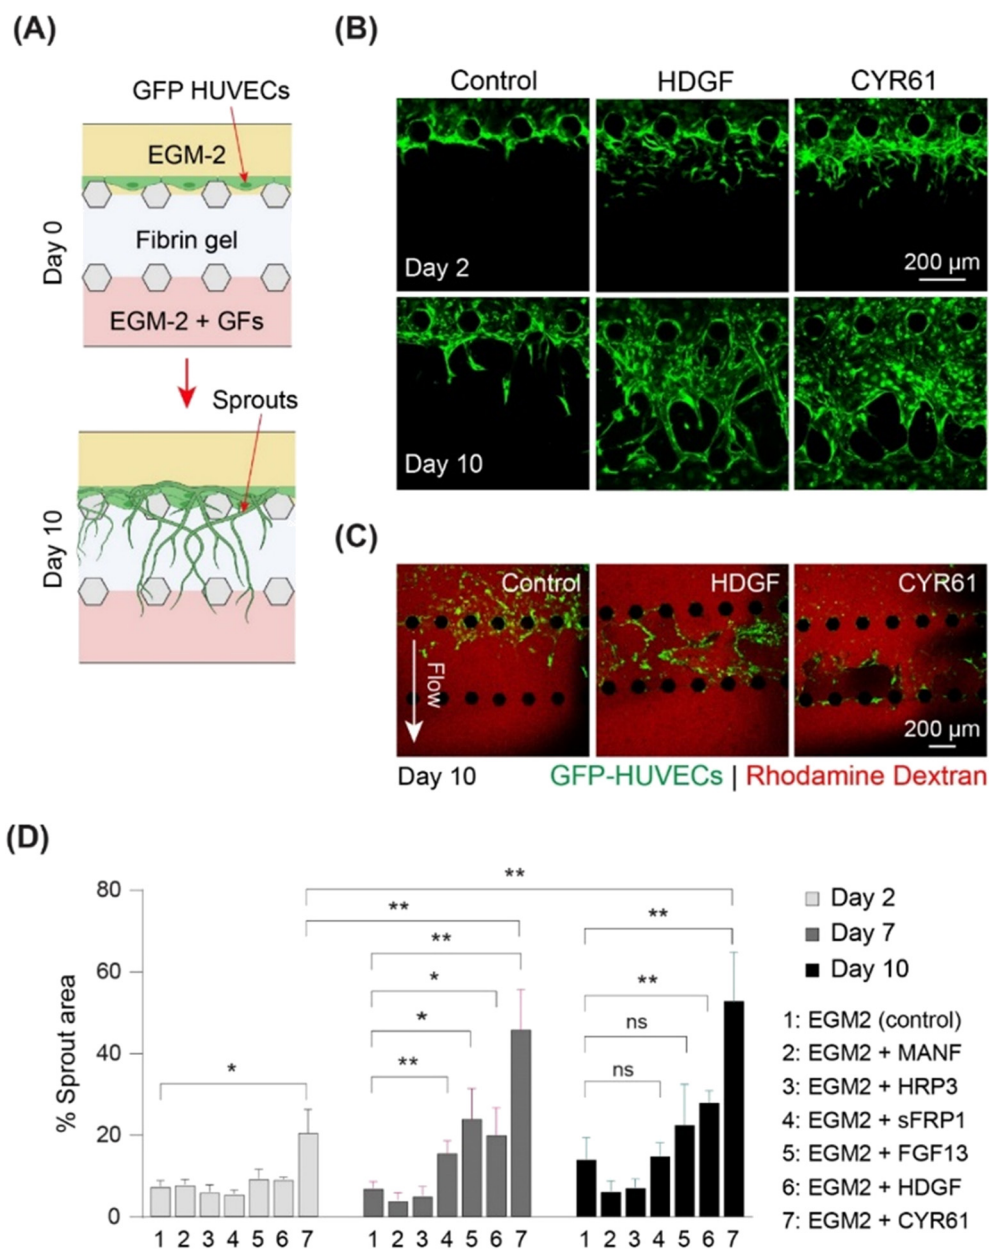 (A)
GFP HUVECs
EGM-2
Fibrin gel
EGM-2 + GFs
Day 0
Sprouts
Day 10
(B)
Control HDGF CYR61
Day 2
200 μm
Day 10
(C)
Control HDGF CYR61
Flow
200 μm
Day 10 GFP-HUVECs | Rhodamine Dextran
(D)
% Sprout area
80
60
40
20
0
*
**
*
*
**
**
**
ns
ns
**
**
**
1 2 3 4 5 6 7 1 2 3 4 5 6 7 1 2 3 4 5 6 7
Day 2
Day 7
Day 10
1: EGM2 (control)
2: EGM2 + MANF
3: EGM2 + HRP3
4: EGM2 + sFRP1
5: EGM2 + FGF13
6: EGM2 + HDGF
7: EGM2 + CYR61